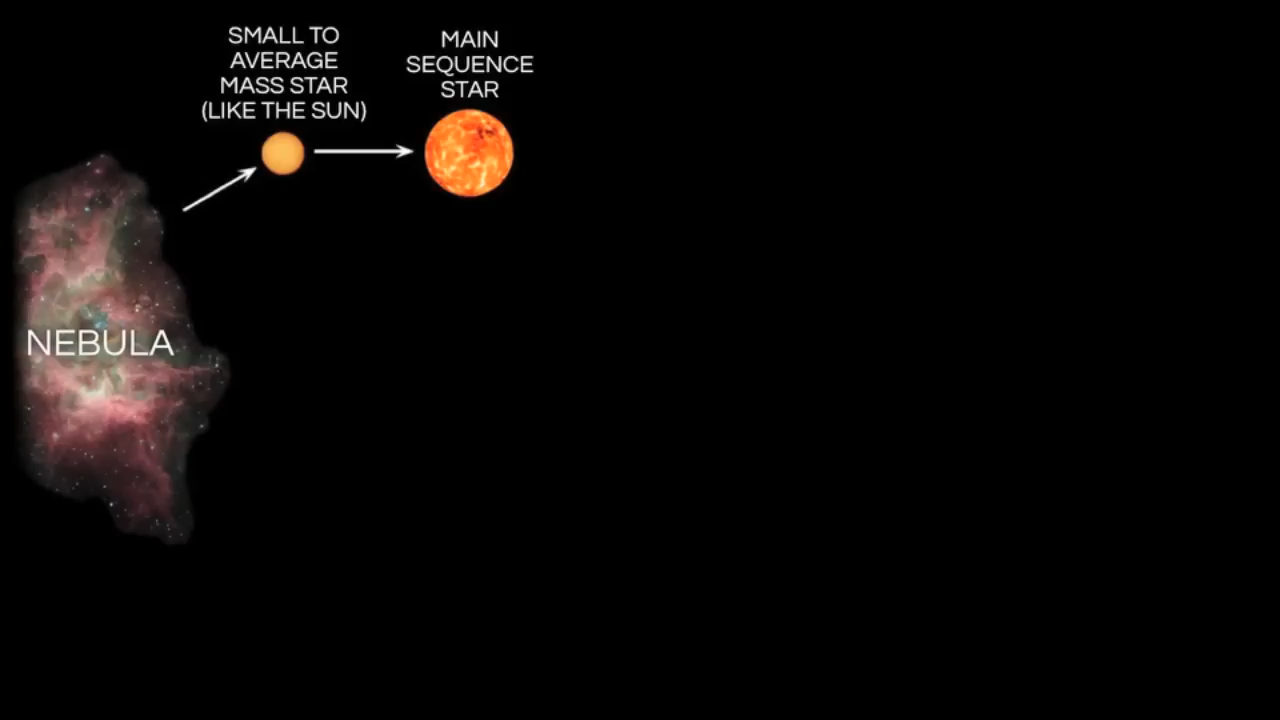 SMALL TO
AVERAGE
MASS STAR
(LIKE THE SUN)
MAIN
SEQUENCE
STAR
NEBULA